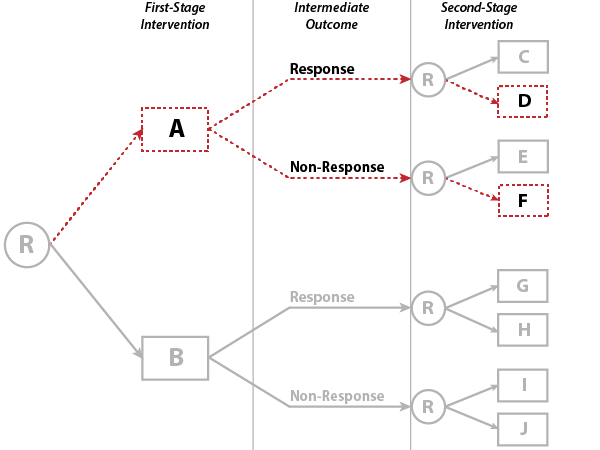 First-Stage
Intervention
Intermediate
Outcome
Second-Stage
Intervention
Response
R
C
D
A
Non-Response
R
E
F
R
B
Response
R
G
H
Non-Response
R
I
J